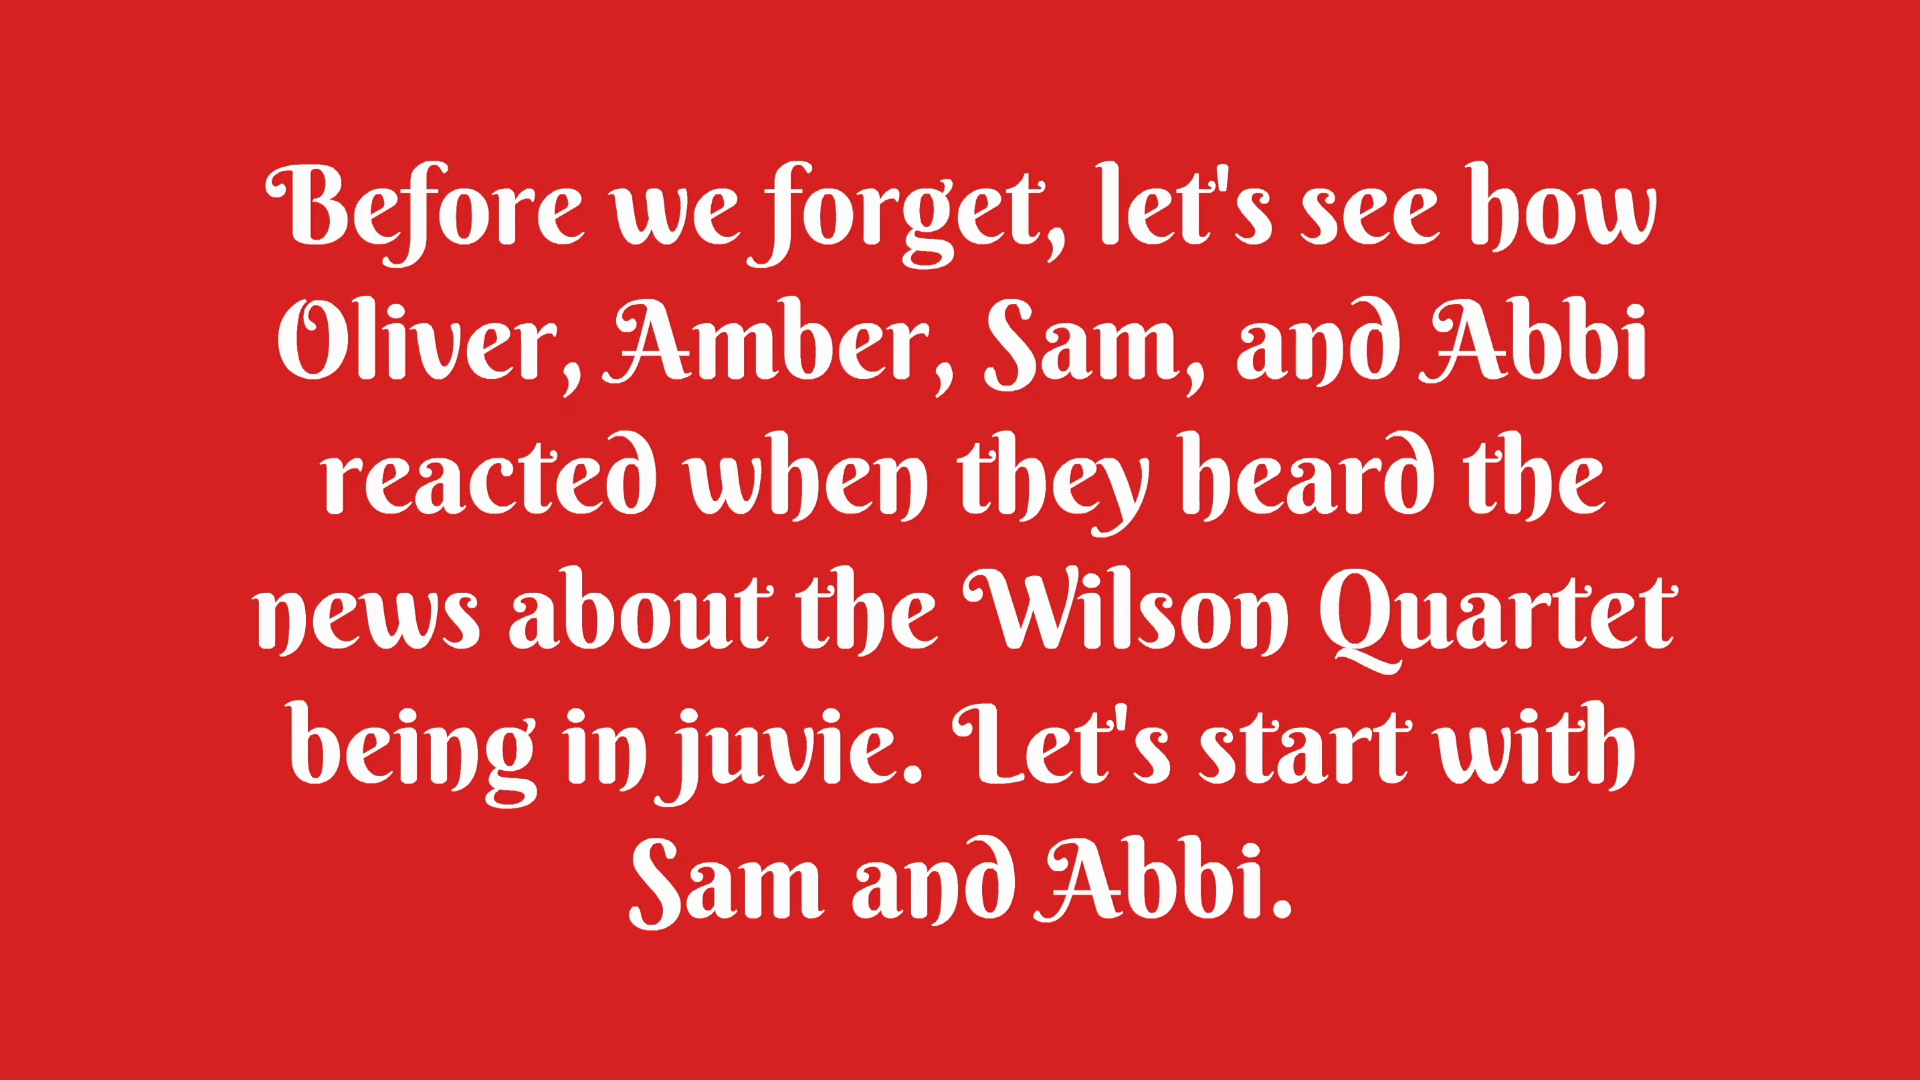 Before we forget, let's see how
Oliver, Amber, Sam, and Abbi
reacted when they heard the
news about the Wilson Quartet
being in juvie. Let's start with
Sam and Abbi.